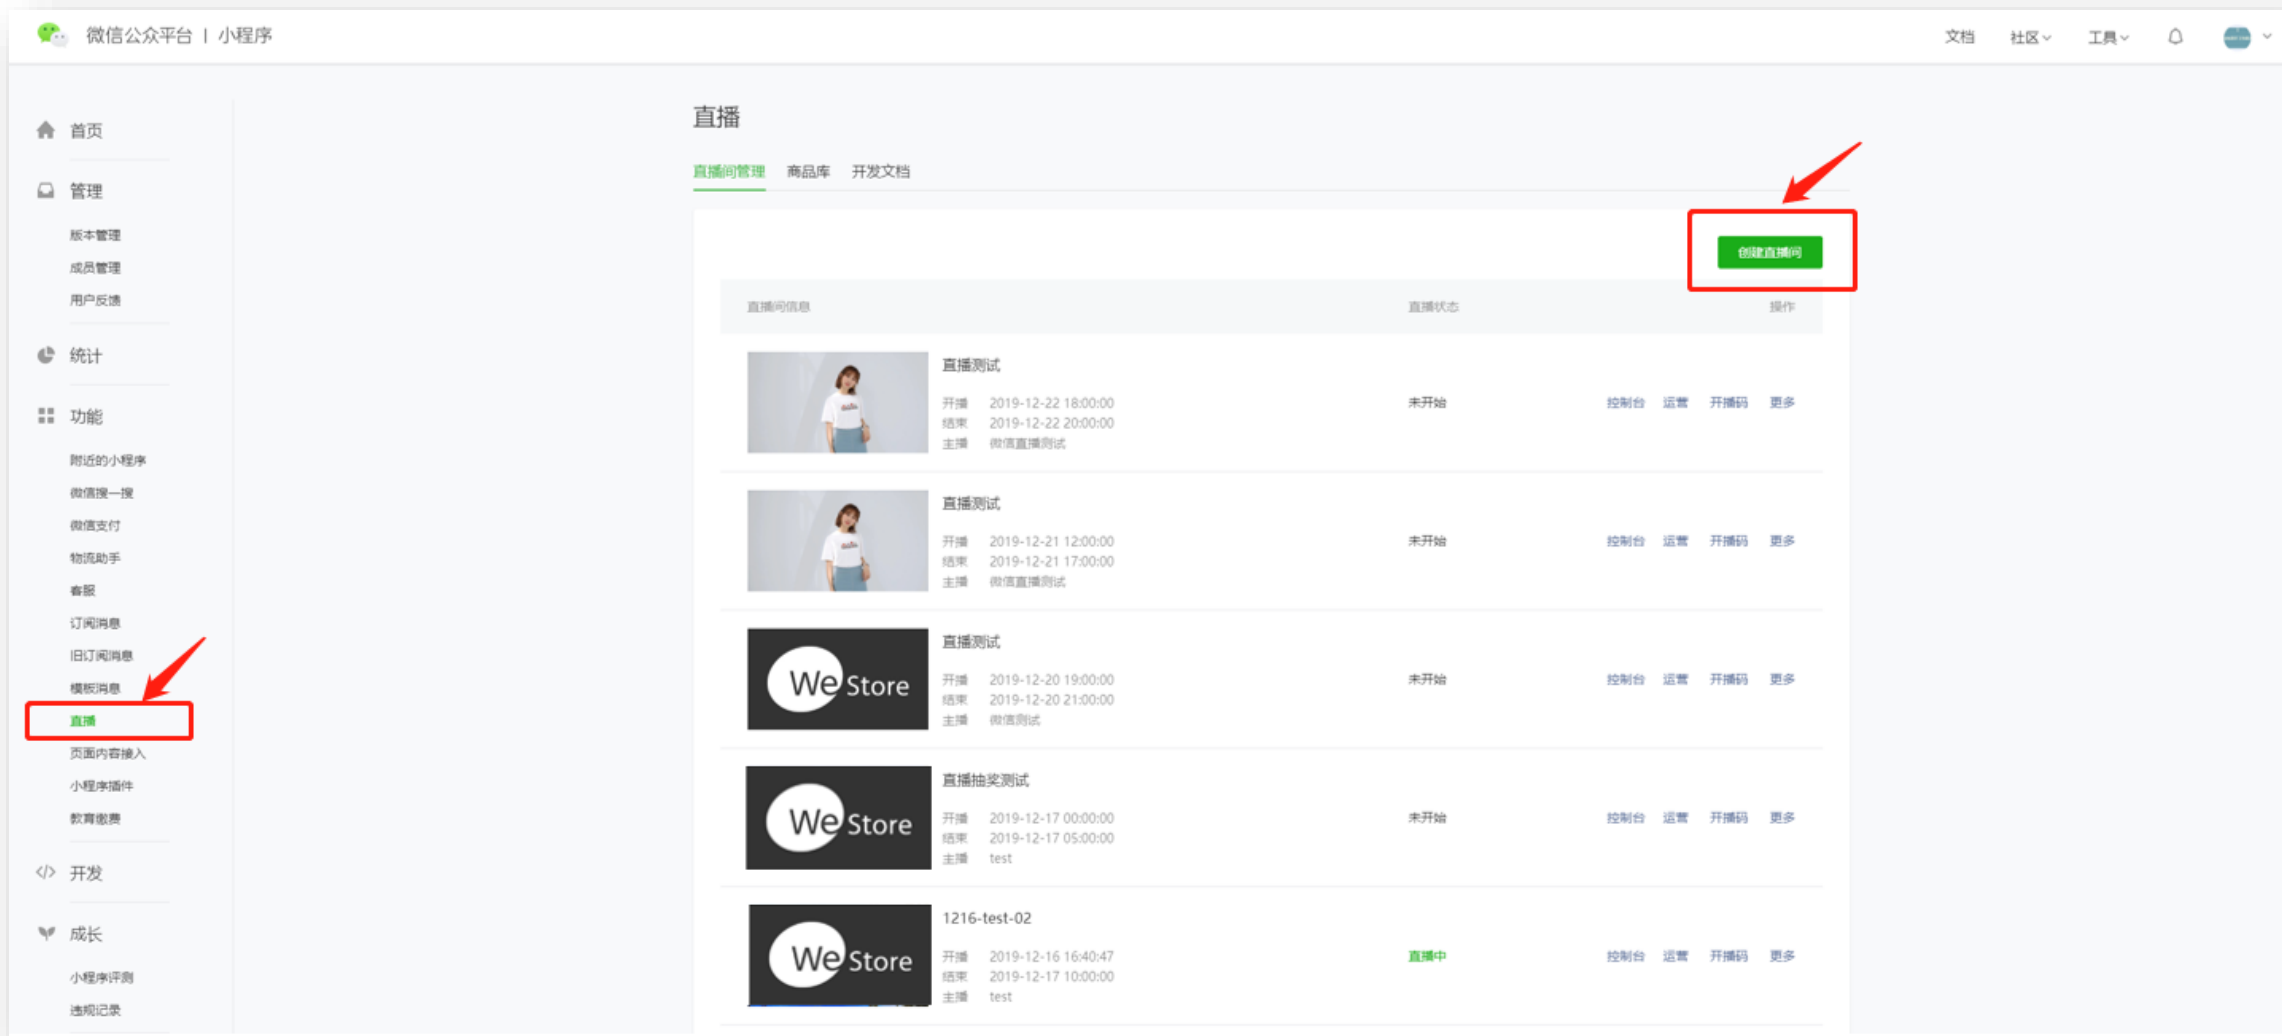 微信公众平台 | 小程序
文档 社区 工具
首页
管理
版本管理
成员管理
用户反馈
统计
功能
附近的小程序
微信搜一搜
微信支付
物流助手
客服
订阅消息
旧订阅消息
模板消息
直播
页面内容接入
小程序插件
教育缴费
开发
成长
小程序评测
违规记录
直播
直播间管理 商品库 开发文档
创建直播间
直播间信息 直播状态 操作
直播测试
开播 2019-12-22 18:00:00
结束 2019-12-22 20:00:00
主播 微信直播测试
未开始 控制台 运营 开播码 更多
直播测试
开播 2019-12-21 12:00:00
结束 2019-12-21 17:00:00
主播 微信直播测试
未开始 控制台 运营 开播码 更多
We Store
直播测试
开播 2019-12-20 19:00:00
结束 2019-12-20 21:00:00
主播 微信测试
未开始 控制台 运营 开播码 更多
We Store
直播抽奖测试
开播 2019-12-17 00:00:00
结束 2019-12-17 05:00:00
主播 test
未开始 控制台 运营 开播码 更多
We Store
1216-test-02
开播 2019-12-16 16:40:47
结束 2019-12-17 10:00:00
主播 test
直播中 控制台 运营 开播码 更多